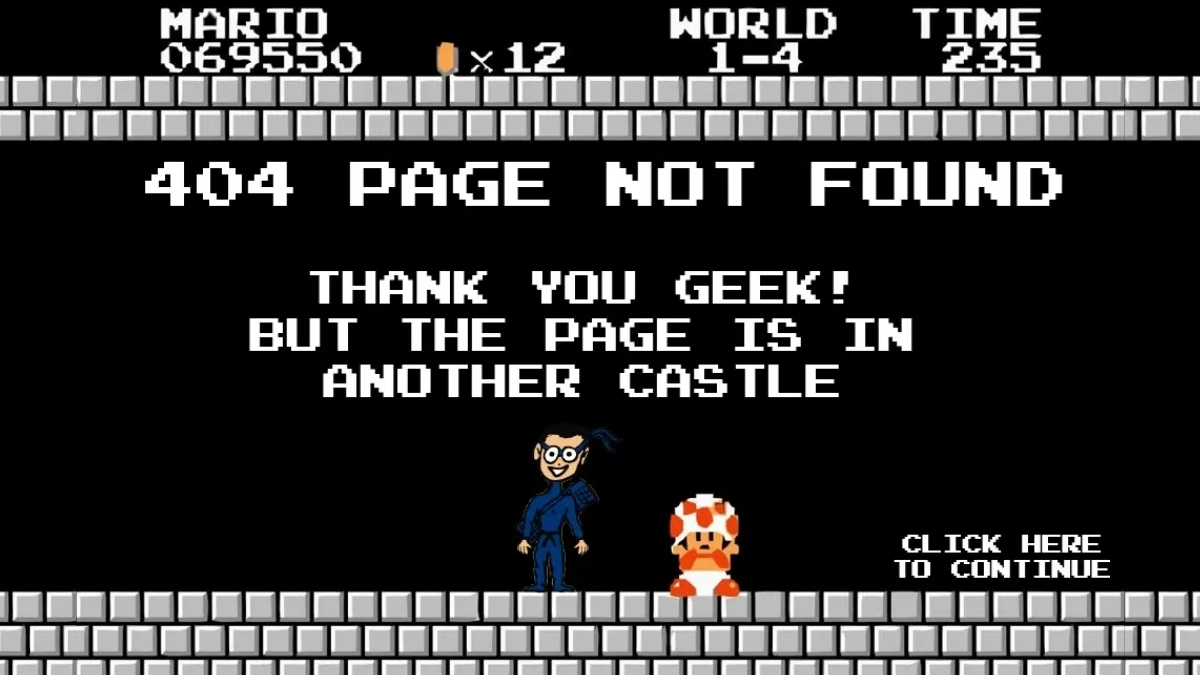 MARIO WORLD TIME
069550 ×12 1-4 235
404 PAGE NOT FOUND
THANK YOU GEEK!
BUT THE PAGE IS IN
ANOTHER CASTLE
CLICK HERE
TO CONTINUE